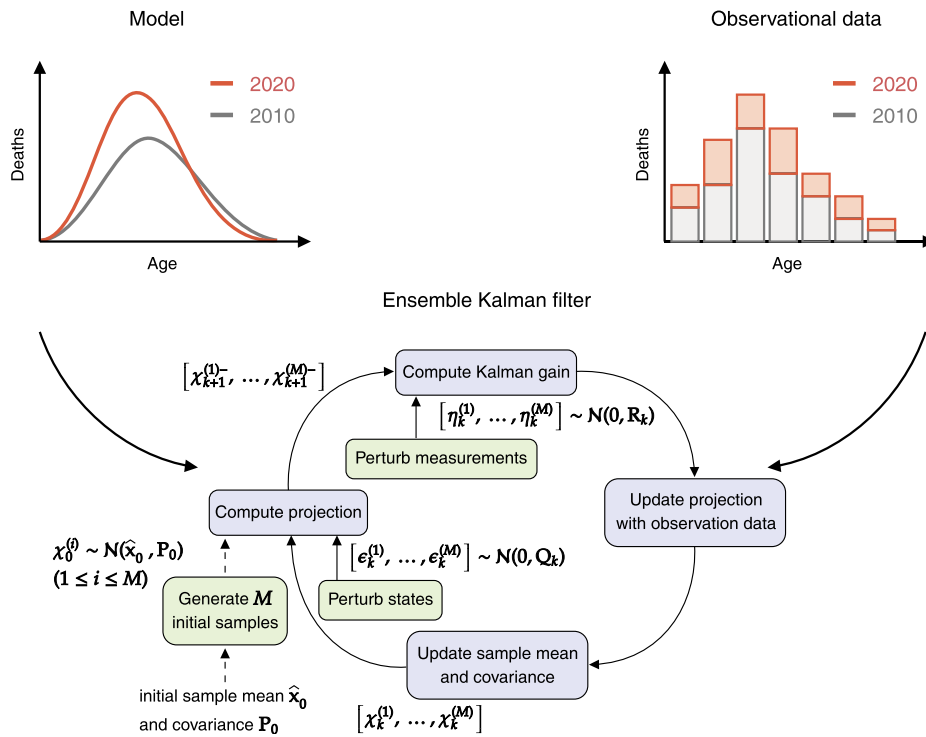 Model
Observational data
2020
2010
Deaths
Age
2020
2010
Deaths
Age
Ensemble Kalman filter
[χ_{k+1}^{(1)−}, … , χ_{k+1}^{(M)−}]
Compute Kalman gain
[η_k^{(1)}, … , η_k^{(M)}] ~ N(0, R_k)
Perturb measurements
Compute projection
Update projection
with observation data
χ_0^{(i)} ~ N(x̂_0 , P_0)
(1 ≤ i ≤ M)
[ϵ_k^{(1)}, … , ϵ_k^{(M)}] ~ N(0, Q_k)
Generate M
initial samples
Perturb states
Update sample mean
and covariance
initial sample mean x̂_0
and covariance P_0
[χ_k^{(1)}, … , χ_k^{(M)}]